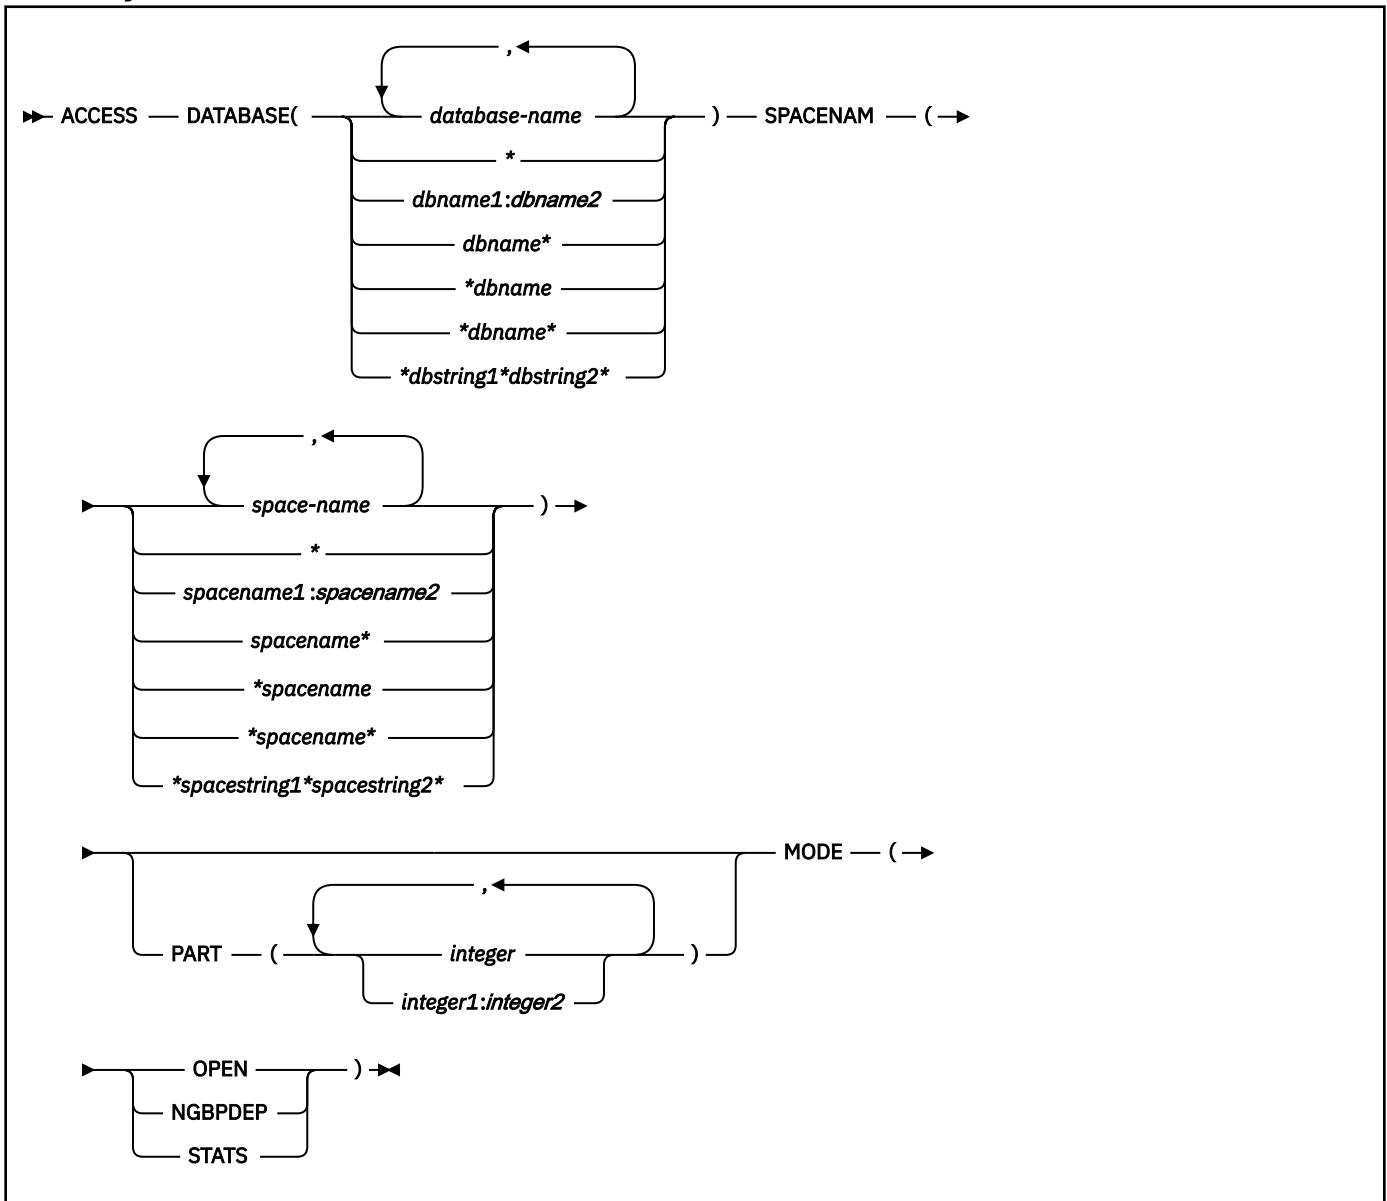 ,
ACCESS DATABASE( database-name ) SPACENAM (
*
dbname1:dbname2
dbname*
*dbname
*dbname*
*dbstring1*dbstring2*
,
space-name )
*
spacename1:spacename2
spacename*
*spacename
*spacename*
*spacestring1*spacestring2*
MODE (
,
PART ( integer )
integer1:integer2
OPEN )
NGBPDEP
STATS